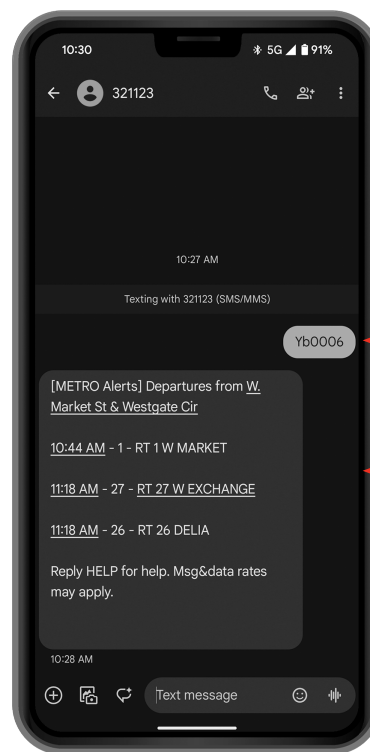 10:30
5G 91%
321123
10:27 AM
Texting with 321123 (SMS/MMS)
Yb0006
[METRO Alerts] Departures from W.
Market St & Westgate Cir
10:44 AM - 1 - RT 1 W MARKET
11:18 AM - 27 - RT 27 W EXCHANGE
11:18 AM - 26 - RT 26 DELIA
Reply HELP for help. Msg&data rates
may apply.
10:28 AM
Text message